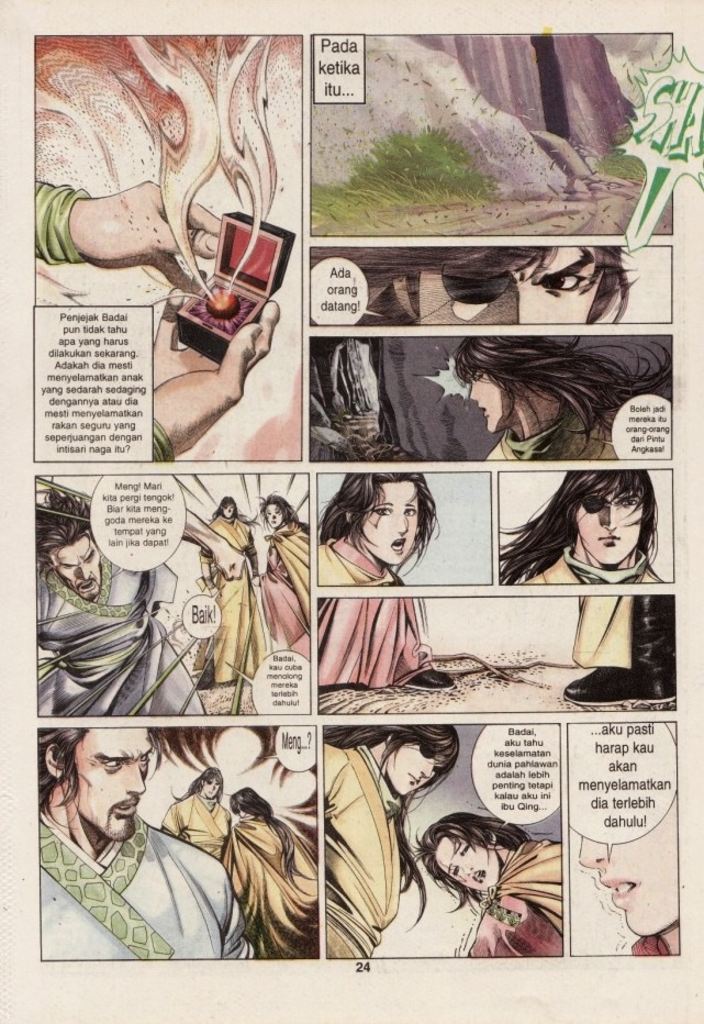 Penjejak Badai
pun tidak tahu
apa yang harus
dilakukan sekarang.
Adakah dia mesti
menyelamatkan anak
yang sedarah sedaging
dengannya atau dia
mesti menyelamatkan
rakan seguru yang
seperjuangan dengan
intisari naga itu?
Pada
ketika
itu...
SHA
Ada
orang
datang!
Boleh jadi
mereka itu
orang-orang
dari Pintu
Angkasa!
Meng! Mari
kita pergi tengok!
Biar kita meng-
goda mereka ke
tempat yang
lain jika dapat!
Baik!
Badai,
kau cuba
menolong
mereka
terlebih
dahulu!
Meng...?
Badai,
aku tahu
keselamatan
dunia pahlawan
adalah lebih
penting tetapi
kalau aku ini
ibu Qing...
...aku pasti
harap kau
akan
menyelamatkan
dia terlebih
dahulu!
24